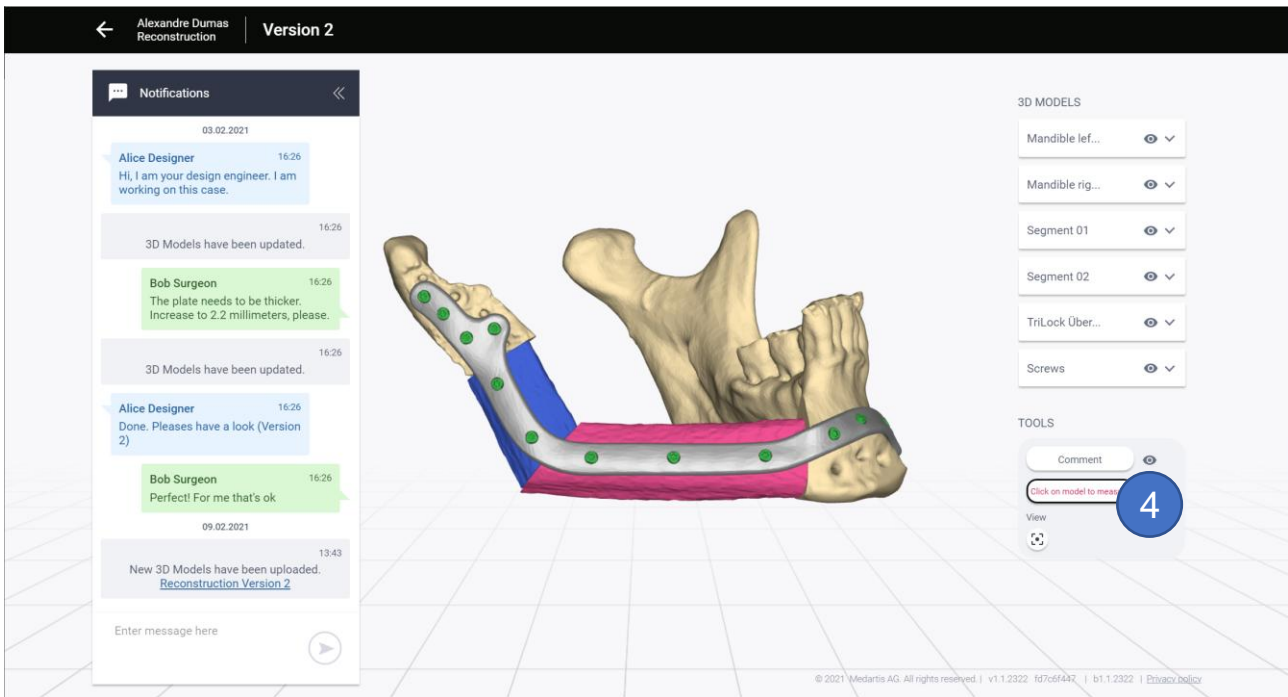 Alexandre Dumas
Reconstruction
Version 2
Notifications
03.02.2021
Alice Designer 16:26
Hi, I am your design engineer. I am
working on this case.
16:26
3D Models have been updated.
Bob Surgeon 16:26
The plate needs to be thicker.
Increase to 2.2 millimeters, please.
16:26
3D Models have been updated.
Alice Designer 16:26
Done. Pleases have a look (Version
2)
Bob Surgeon 16:26
Perfect! For me that's ok
09.02.2021
13:43
New 3D Models have been uploaded.
Reconstruction Version 2
Enter message here
3D MODELS
Mandible lef...
Mandible rig...
Segment 01
Segment 02
TriLock Über...
Screws
TOOLS
Comment
Click on model to meas
4
View
© 2021 Medartis AG. All rights reserved. | v1.1.2322 fd7c6f447 | b1.1.2322 | Privacy policy